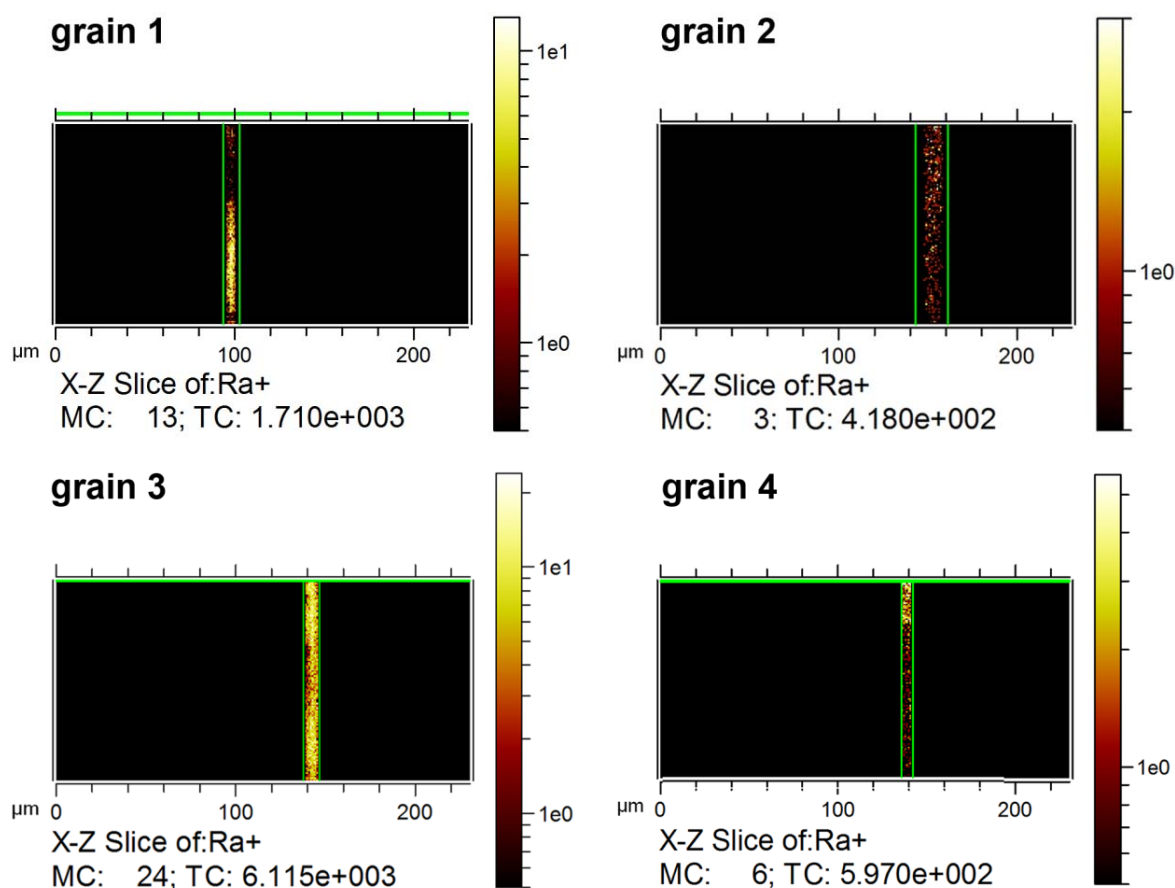 grain 1
1e1
1e0
µm 0 100 200
X-Z Slice of:Ra+
MC: 13; TC: 1.710e+003
grain 2
1e0
µm 0 100 200
X-Z Slice of:Ra+
MC: 3; TC: 4.180e+002
grain 3
1e1
1e0
µm 0 100 200
X-Z Slice of:Ra+
MC: 24; TC: 6.115e+003
grain 4
1e0
µm 0 100 200
X-Z Slice of:Ra+
MC: 6; TC: 5.970e+002